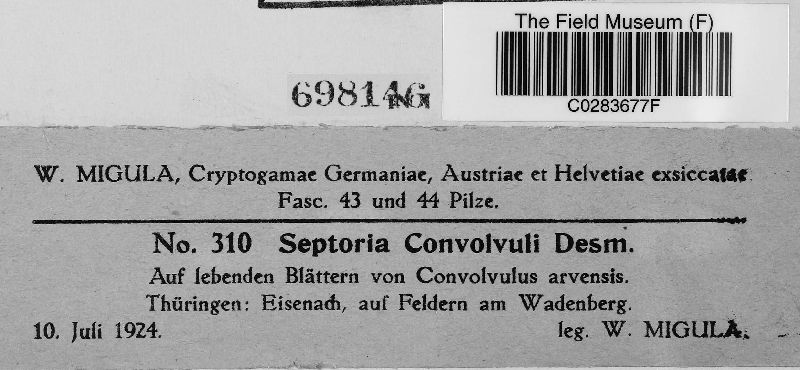 The Field Museum (F)
C0283677F
698146
W. MIGULA, Cryptogamae Germaniae, Austriae et Helvetiae exsiccatae
Fasc. 43 und 44 Pilze.
No. 310 Septoria Convolvuli Desm.
Auf lebenden Blättern von Convolvulus arvensis.
Thüringen: Eisenach, auf Feldern am Wadenberg.
10. Juli 1924. leg. W. MIGULA.